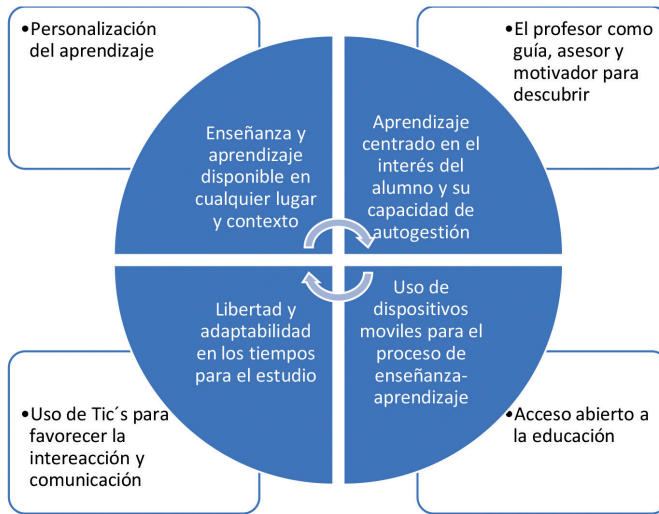 •Personalización
del aprendizaje
•El profesor como
guía, asesor y
motivador para
descubrir
Enseñanza y
aprendizaje
disponible en
cualquier lugar
y contexto
Aprendizaje
centrado en el
interés del
alumno y su
capacidad de
autogestión
Libertad y
adaptabilidad
en los tiempos
para el estudio
Uso de
dispositivos
moviles para el
proceso de
enseñanza-
aprendizaje
•Uso de Tic´s para
favorecer la
intereacción y
comunicación
•Acceso abierto a
la educación